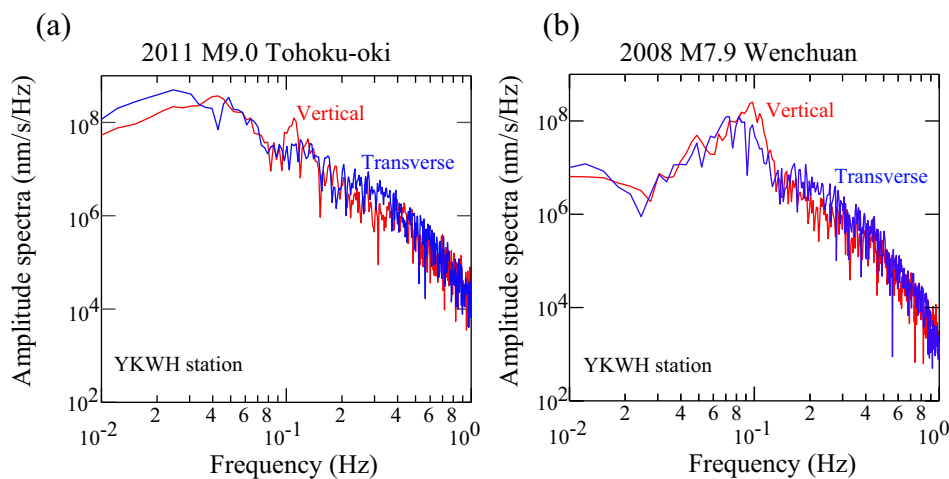 (a)
2011 M9.0 Tohoku-oki
Amplitude spectra (nm/s/Hz)
10^8
10^6
10^4
10^2
Vertical
Transverse
YKWH station
2 4 6 8 2 4 6 8
10^-2 10^-1 10^0
Frequency (Hz)
(b)
2008 M7.9 Wenchuan
Amplitude spectra (nm/s/Hz)
10^8
10^6
10^4
10^2
Vertical
Transverse
YKWH station
2 4 6 8 2 4 6 8
10^-2 10^-1 10^0
Frequency (Hz)